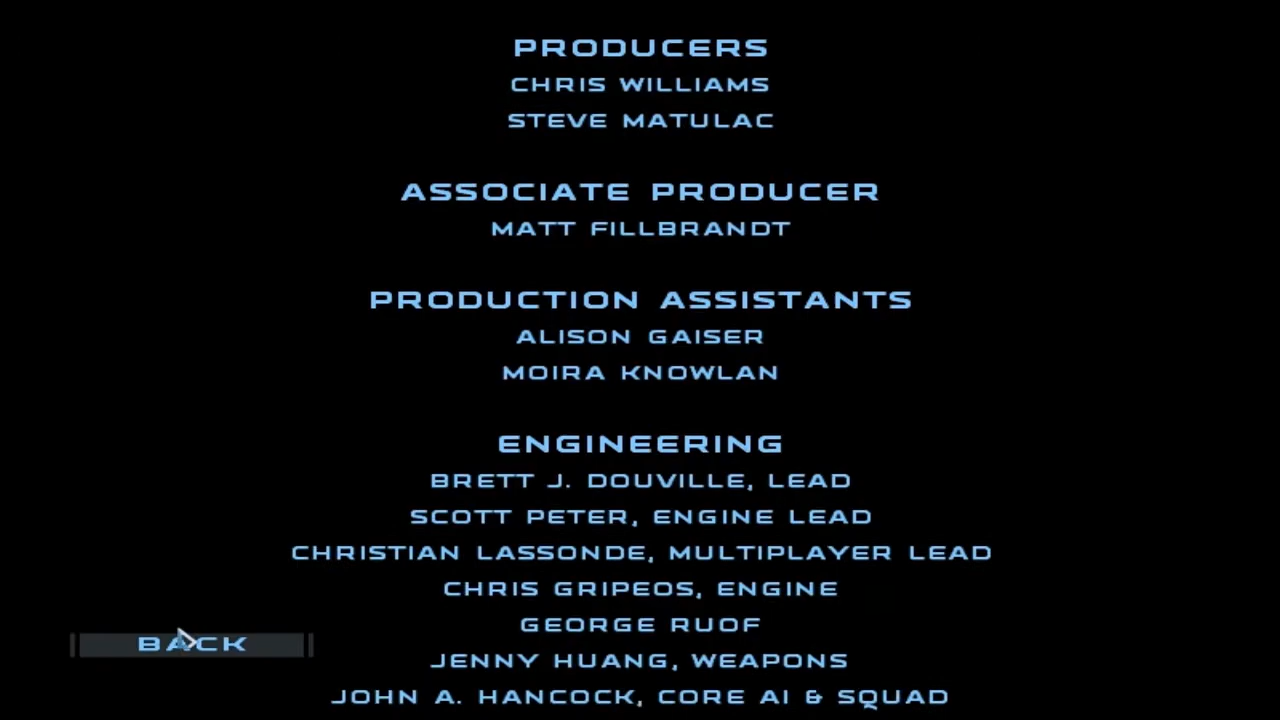 PRODUCERS
CHRIS WILLIAMS
STEVE MATULAC
ASSOCIATE PRODUCER
MATT FILLBRANDT
PRODUCTION ASSISTANTS
ALISON GAISER
MOIRA KNOWLAN
ENGINEERING
BRETT J. DOUVILLE, LEAD
SCOTT PETER, ENGINE LEAD
CHRISTIAN LASSONDE, MULTIPLAYER LEAD
CHRIS GRIPEOS, ENGINE
GEORGE RUOF
BACK
JENNY HUANG, WEAPONS
JOHN A. HANCOCK, CORE AI & SQUAD